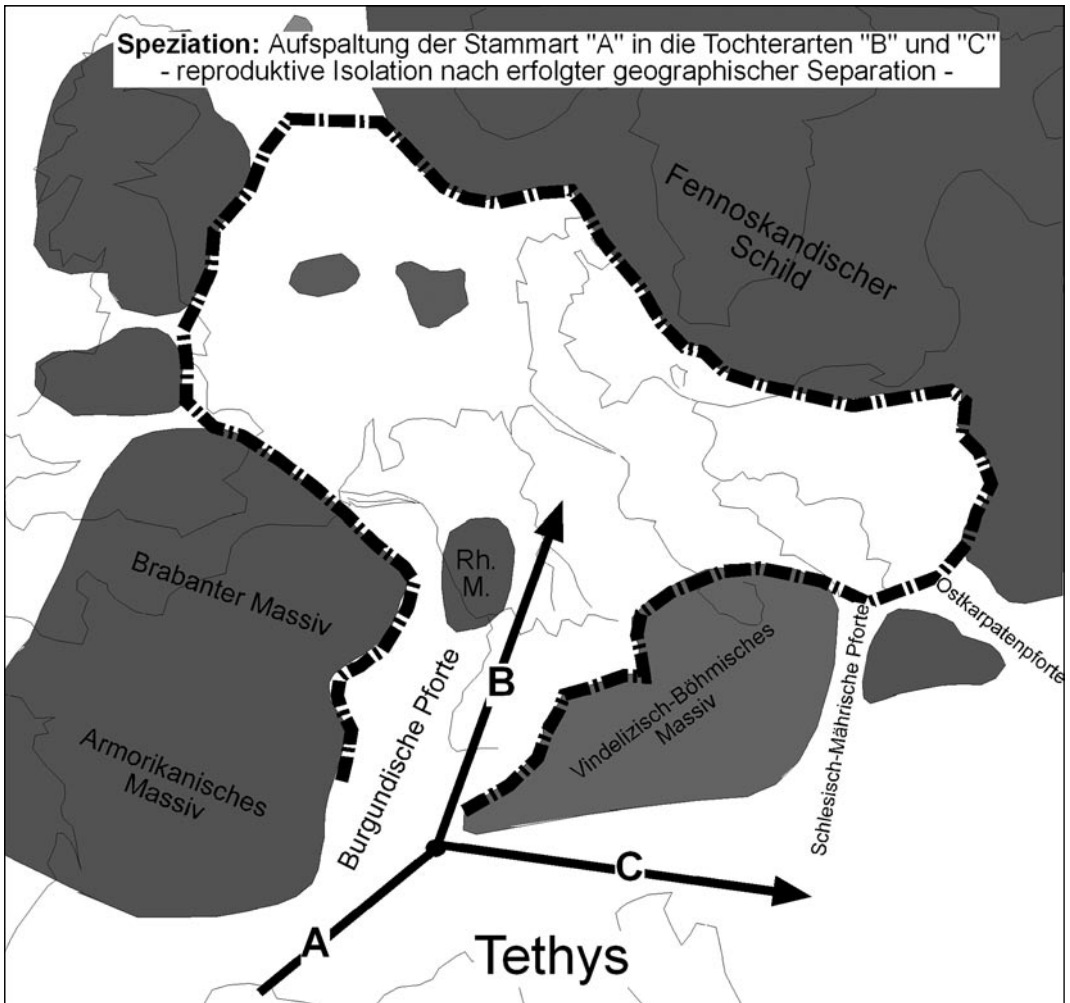 Speziation: Aufspaltung der Stammart "A" in die Tochterarten "B" und "C"
- reproduktive Isolation nach erfolgter geographischer Separation -
Fennoskandischer
Schild
Brabanter Massiv
Rh.
M.
Ostkarpatenpforte
B
Burgundische Pforte
Vindelizisch-Böhmisches
Massiv
Schlesisch-Mährische Pforte
Armorikanisches
Massiv
C
A
Tethys